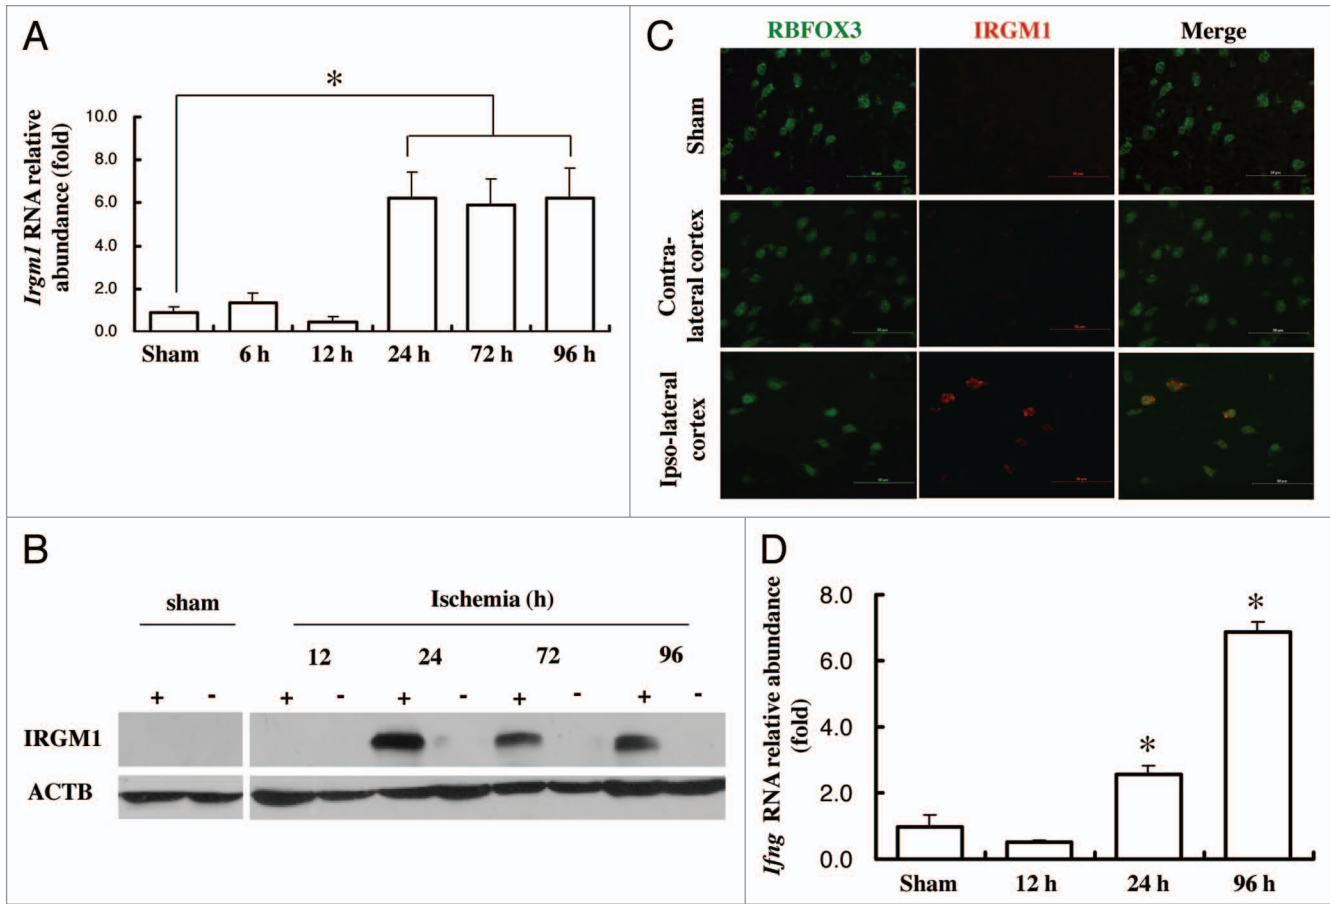 A
*
Irgm1 RNA relative
abundance (fold)
10.0
8.0
6.0
4.0
2.0
0.0
Sham 6 h 12 h 24 h 72 h 96 h
C
RBFOX3 IRGM1 Merge
Sham
Contra-
lateral cortex
Ipso-lateral
cortex
B
sham Ischemia (h)
12 24 72 96
+ - + - + - + - + -
IRGM1
ACTB
D
Ifng RNA relative abundance
(fold)
8.0
6.0
4.0
2.0
0.0
* *
Sham 12 h 24 h 96 h